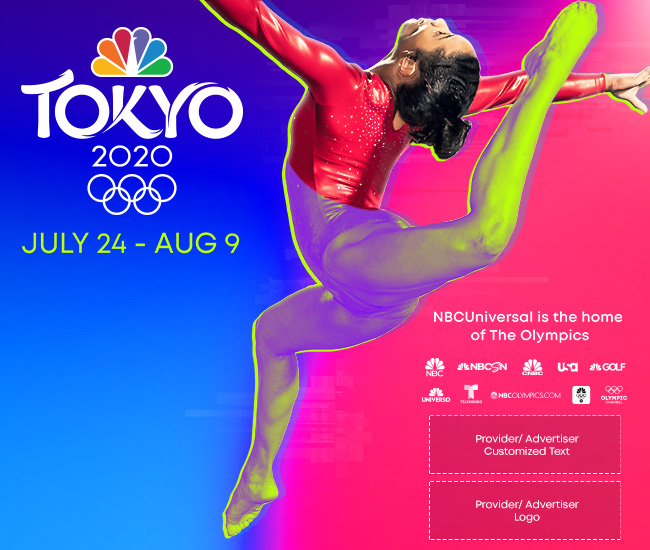 TOKYO
2020
JULY 24 - AUG 9
NBCUniversal is the home
of The Olympics
NBC
NBCSN
CNBC
USA
GOLF
UNIVERSO
TELEMUNDO
NBCOLYMPICS.COM
OLYMPIC
CHANNEL
Provider/ Advertiser
Customized Text
Provider/ Advertiser
Logo